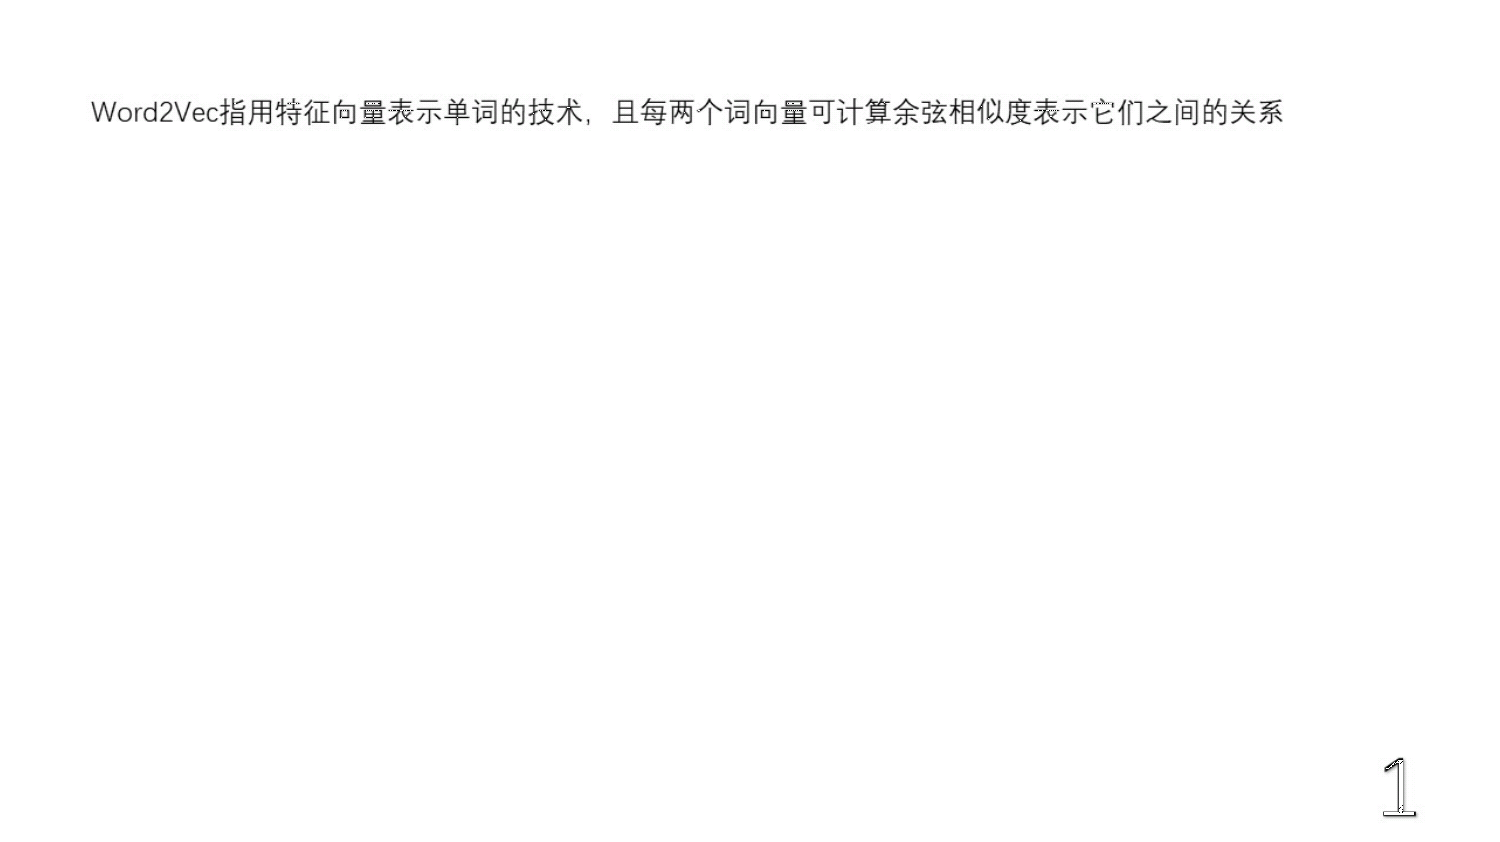 Word2Vec指用特征向量表示单词的技术，且每两个词向量可计算余弦相似度表示它们之间的关系
1